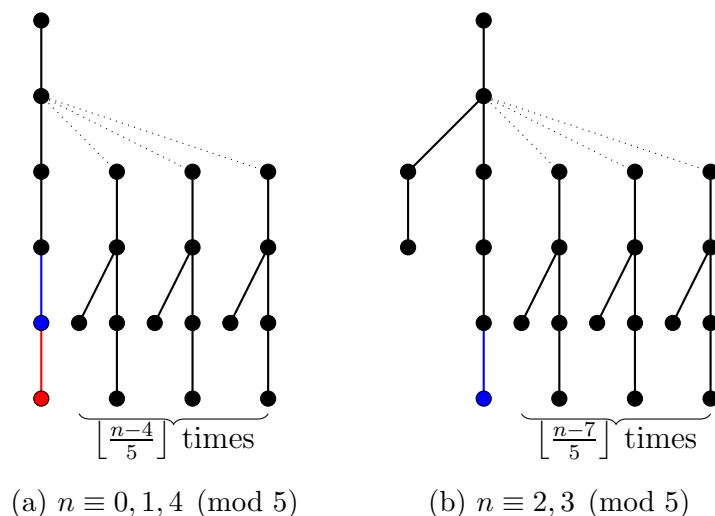 ⌊(n−4)/5⌋ times
⌊(n−7)/5⌋ times
(a) n ≡ 0, 1, 4 (mod 5)
(b) n ≡ 2, 3 (mod 5)